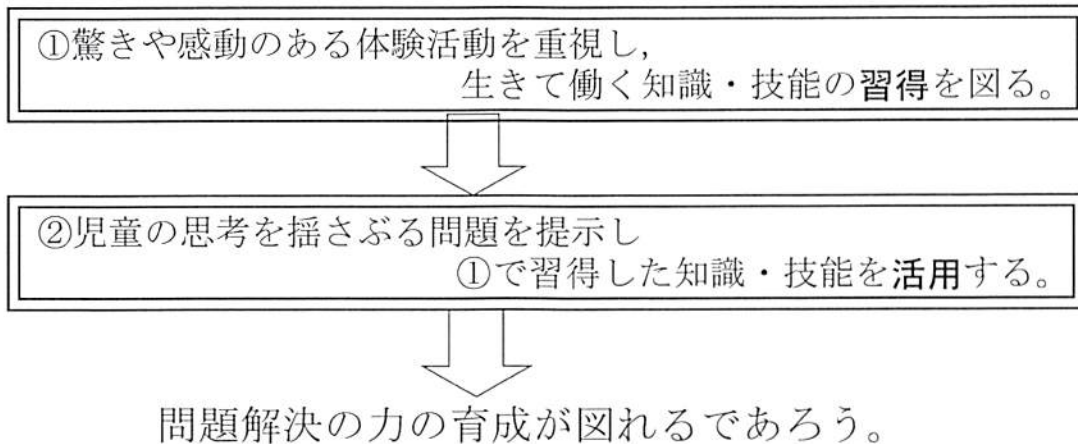 ①驚きや感動のある体験活動を重視し,
生きて働く知識・技能の習得を図る。
②児童の思考を揺さぶる問題を提示し
①で習得した知識・技能を活用する。
問題解決の力の育成が図れるであろう。